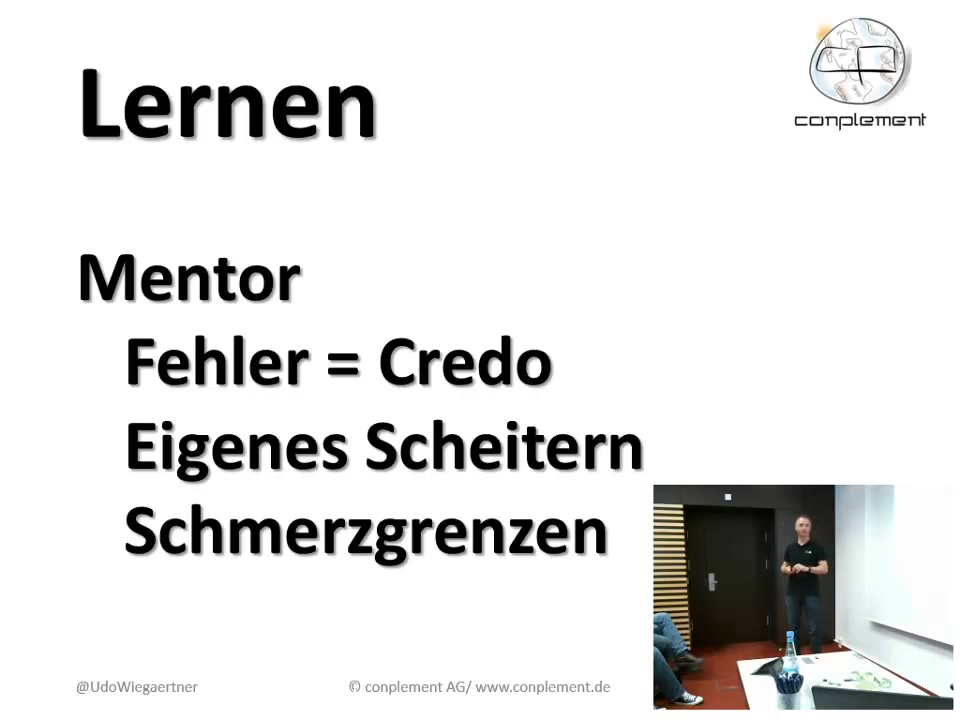 Lernen
conplement
Mentor
Fehler = Credo
Eigenes Scheitern
Schmerzgrenzen
@UdoWiegaertner
© conplement AG/ www.conplement.de